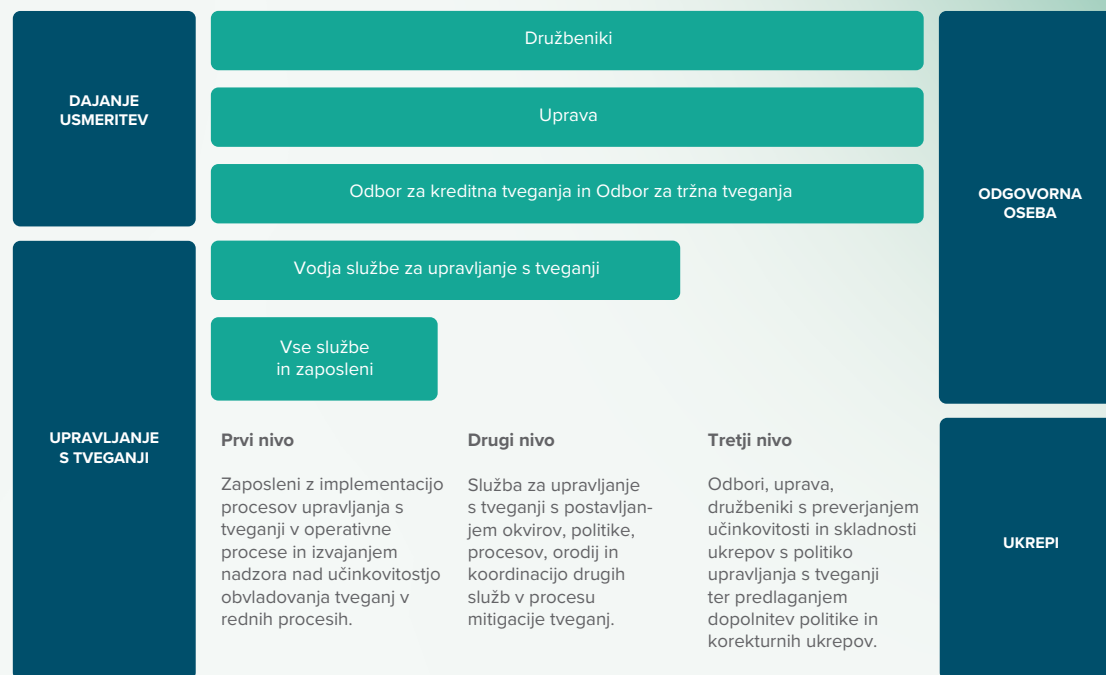 DAJANJE
USMERITEV
Družbeniki
Uprava
Odbor za kreditna tveganja in Odbor za tržna tveganja
ODGOVORNA
OSEBA
Vodja službe za upravljanje s tveganji
Vse službe
in zaposleni
UPRAVLJANJE
S TVEGANJI
Prvi nivo
Zaposleni z implementacijo
procesov upravljanja s
tveganji v operativne
procese in izvajanjem
nadzora nad učinkovitostjo
obvladovanja tveganj v
rednih procesih.
Drugi nivo
Služba za upravljanje
s tveganji s postavljan-
jem okvirov, politike,
procesov, orodij in
koordinacijo drugih
služb v procesu
mitigacije tveganj.
Tretji nivo
Odbori, uprava,
družbeniki s preverjanjem
učinkovitosti in skladnosti
ukrepov s politiko
upravljanja s tveganji
ter predlaganjem
dopolnitev politike in
korekturnih ukrepov.
UKREPI